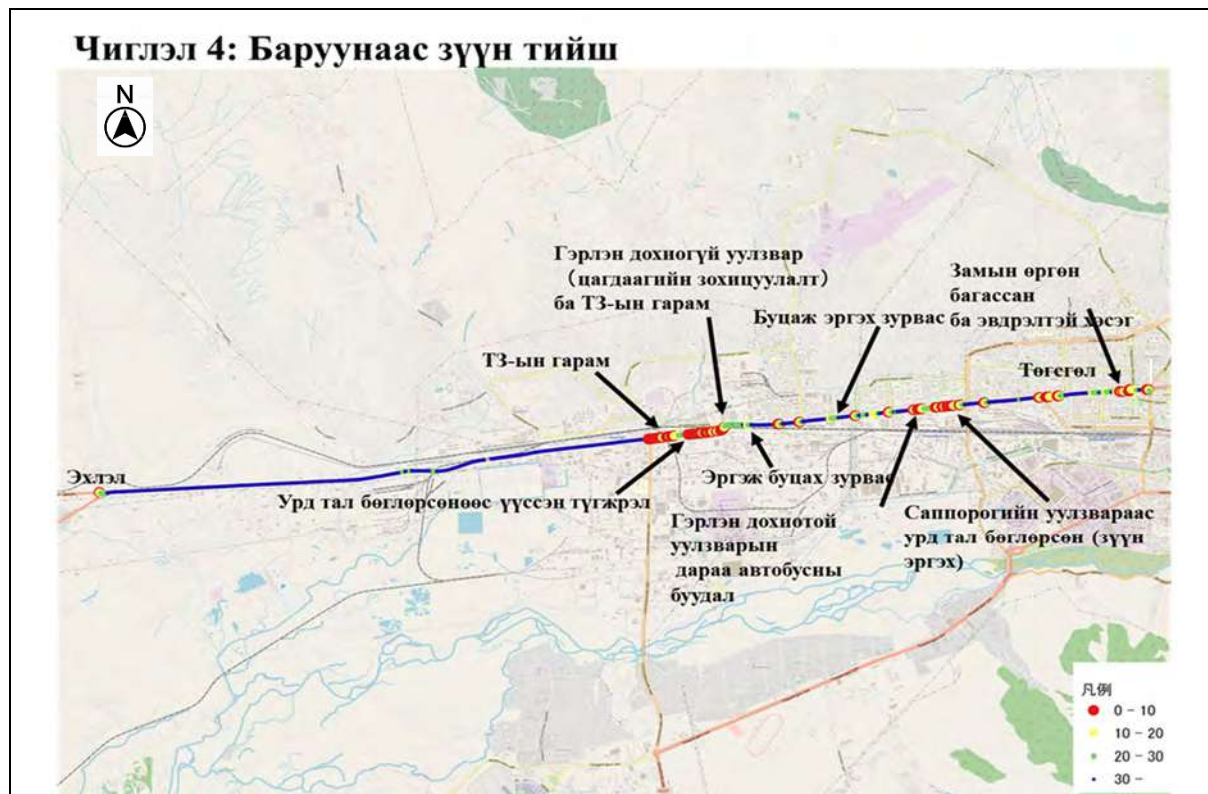 Чиглэл 4: Баруунаас зүүн тийш
N
Гэрлэн дохиогүй уулзвар
(цагдаагийн зохицуулалт)
ба ТЗ-ын гарам
Замын өргөн
багассан
ба эвдрэлтэй хэсэг
Буцаж эргэх зурвас
ТЗ-ын гарам
Төгсгөл
Эхлэл
Урд тал бөглөрсөнөөс үүссэн түгжрэл
Эргэж буцах зурвас
Гэрлэн дохиотой
уулзварын
дараа автобусны
буудал
Саппорогийн уулзвараас
урд тал бөглөрсөн (зүүн
эргэх)
凡例
0 - 10
10 - 20
20 - 30
30 -